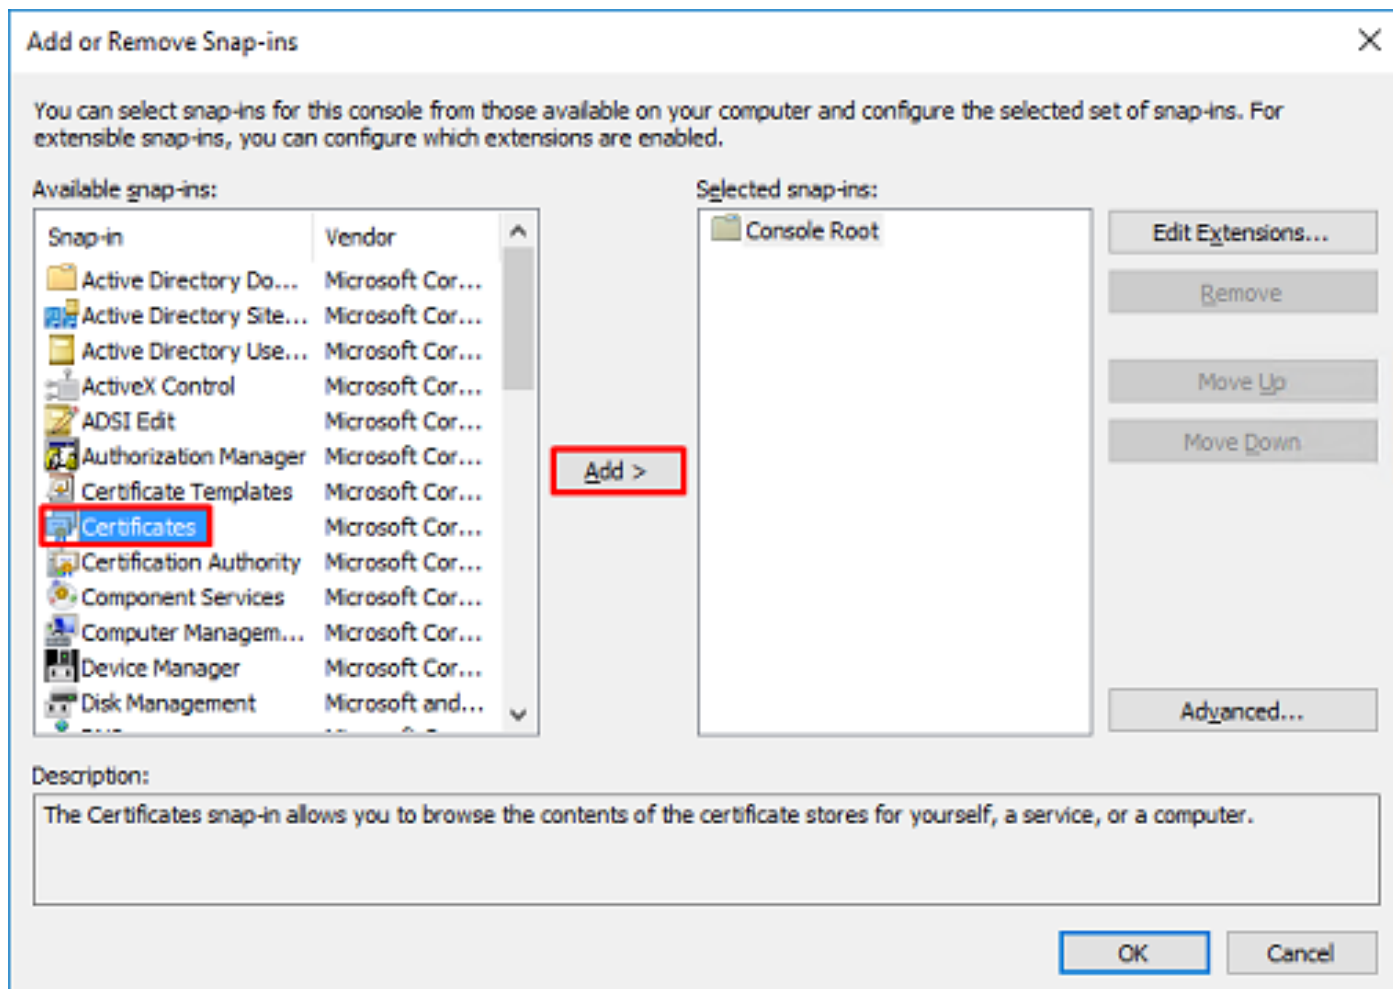 Add or Remove Snap-ins
You can select snap-ins for this console from those available on your computer and configure the selected set of snap-ins. For
extensible snap-ins, you can configure which extensions are enabled.
Available snap-ins:
Snap-in Vendor
Active Directory Do... Microsoft Cor...
Active Directory Site... Microsoft Cor...
Active Directory Use... Microsoft Cor...
ActiveX Control Microsoft Cor...
ADSI Edit Microsoft Cor...
Authorization Manager Microsoft Cor...
Certificate Templates Microsoft Cor...
Certificates Microsoft Cor...
Certification Authority Microsoft Cor...
Component Services Microsoft Cor...
Computer Managem... Microsoft Cor...
Device Manager Microsoft Cor...
Disk Management Microsoft and...
Add >
Selected snap-ins:
Console Root
Edit Extensions...
Remove
Move Up
Move Down
Advanced...
Description:
The Certificates snap-in allows you to browse the contents of the certificate stores for yourself, a service, or a computer.
OK Cancel